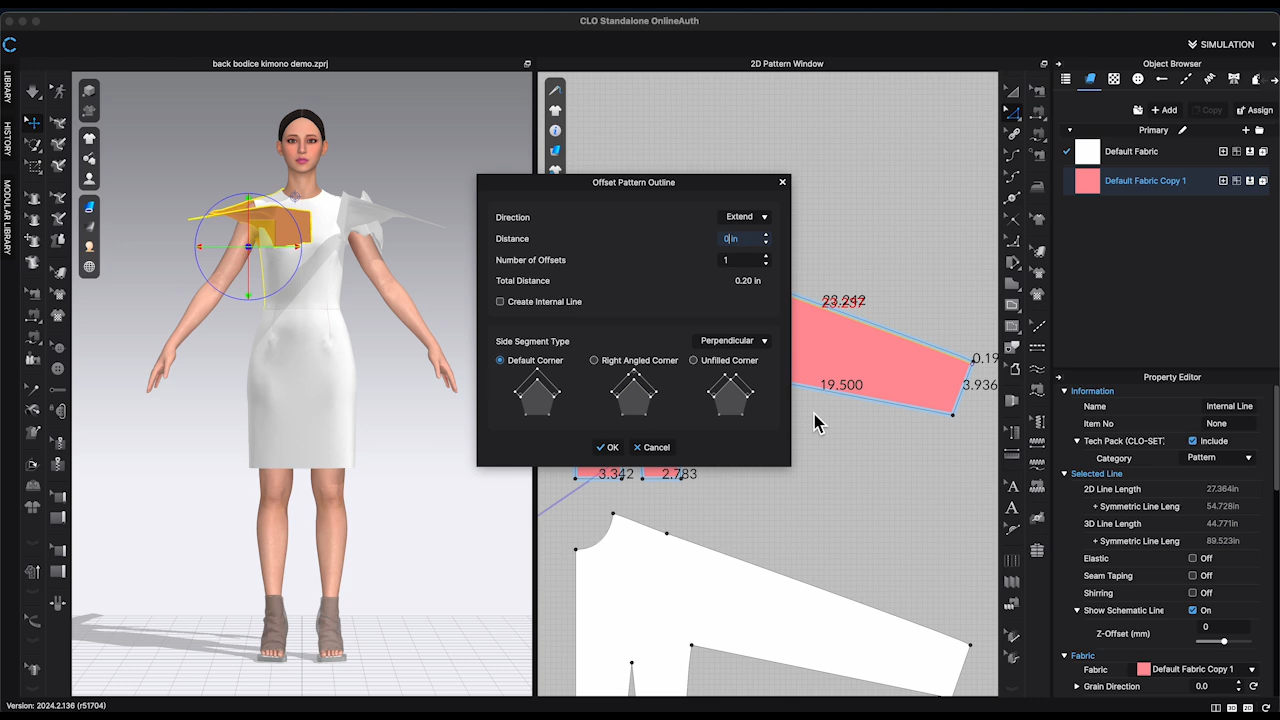 CLO Standalone OnlineAuth
SIMULATION
back bodice kimono demo.zprj
2D Pattern Window
Object Browser
LIBRARY
HISTORY
MODULAR LIBRARY
+ Add
Copy
Assign
Primary
Default Fabric
Default Fabric Copy 1
Offset Pattern Outline
Direction
Extend
Distance
0 in
Number of Offsets
1
Total Distance
0.20 in
Create Internal Line
Side Segment Type
Perpendicular
Default Corner
Right Angled Corner
Unfilled Corner
OK
Cancel
23.242
19.500
0.19
3.936
3.342
2.783
Property Editor
Information
Name
Internal Line
Item No
None
Tech Pack (CLO-SET)
Include
Category
Pattern
Selected Line
2D Line Length
27.364in
+ Symmetric Line Leng
54.728in
3D Line Length
44.771in
+ Symmetric Line Leng
89.523in
Elastic
Off
Seam Taping
Off
Shirring
Off
Show Schematic Line
On
Z-Offset (mm)
0
Fabric
Fabric
Default Fabric Copy 1
Grain Direction
0.0
Version: 2024.2.136 (r51704)
3D
2D